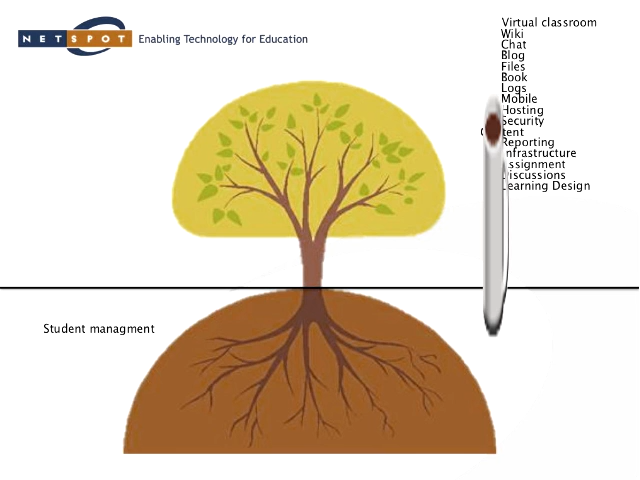 NETSPOT Enabling Technology for Education
Virtual classroom
Wiki
Chat
Blog
Files
Book
Logs
Mobile
Hosting
Security
tent
Reporting
nfrastructure
ssignment
iscussions
Learning Design
Student managment